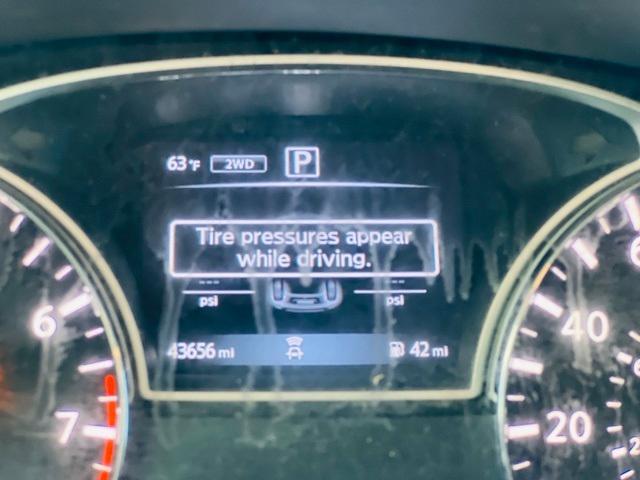 63°F 2WD P
Tire pressures appear
while driving.
--- ---
psi psi
43656 mi 42 mi
6 40
7 20